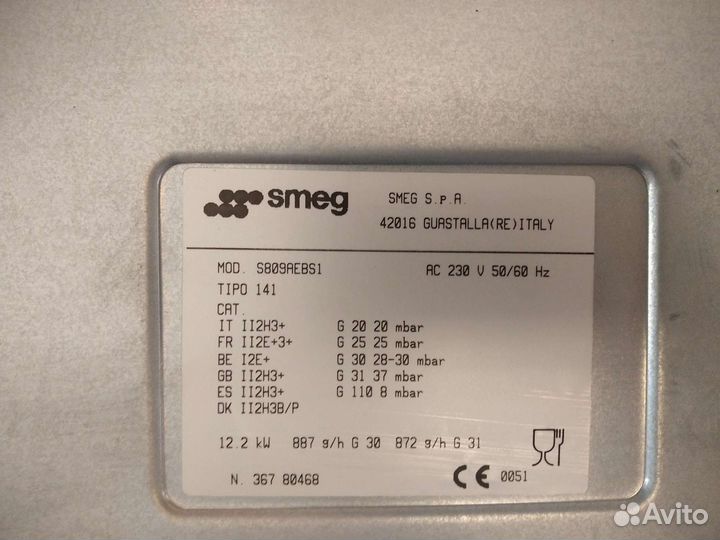 smeg
SMEG S.P.A.
42016 GUASTALLA(RE)ITALY
MOD. S809AEBS1 AC 230 V 50/60 Hz
TIPO 141
CAT.
IT II2H3+ G 20 20 mbar
FR II2E+3+ G 25 25 mbar
BE I2E+ G 30 28-30 mbar
GB II2H3+ G 31 37 mbar
ES II2H3+ G 110 8 mbar
DK II2H3B/P
12.2 kW 887 g/h G 30 872 g/h G 31
N. 367 80468
CE 0051
Avito